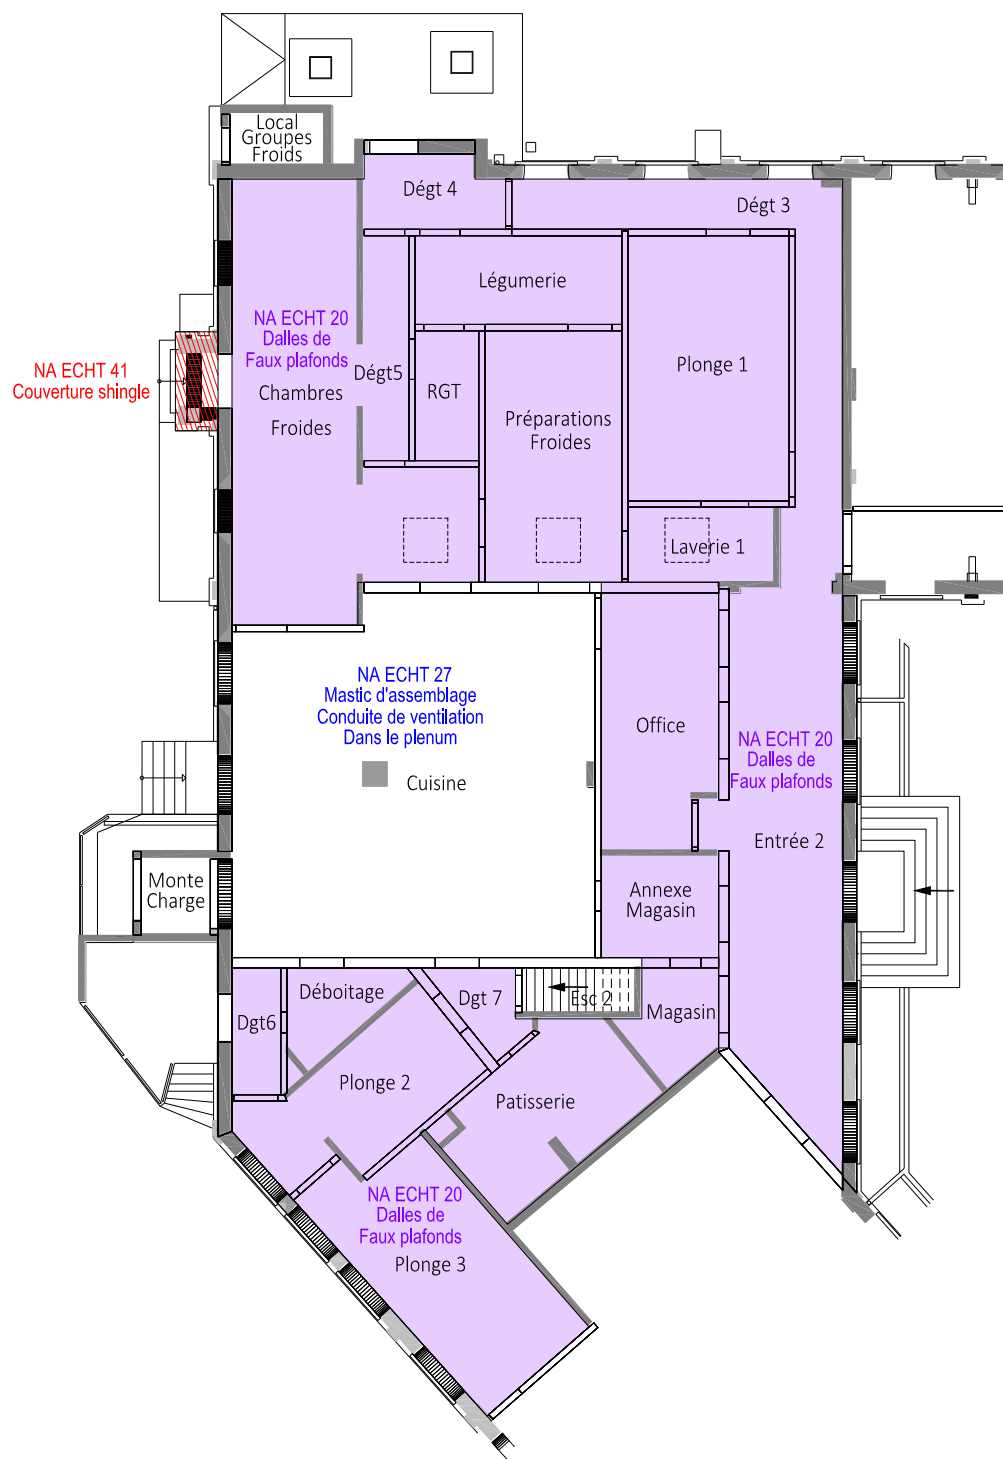 Local
Groupes
Froids
Dégt 4
Dégt 3
Légumerie
NA ECHT 20
Dalles de
Faux plafonds
Chambres
Froides
Dégt5
RGT
Plonge 1
Préparations
Froides
NA ECHT 41
Couverture shingle
Laverie 1
NA ECHT 27
Mastic d'assemblage
Conduite de ventilation
Dans le plenum
Cuisine
Office
NA ECHT 20
Dalles de
Faux plafonds
Entrée 2
Monte
Charge
Annexe
Magasin
Déboitage
Dgt 7
Esc 2
Magasin
Dgt6
Plonge 2
Patisserie
NA ECHT 20
Dalles de
Faux plafonds
Plonge 3